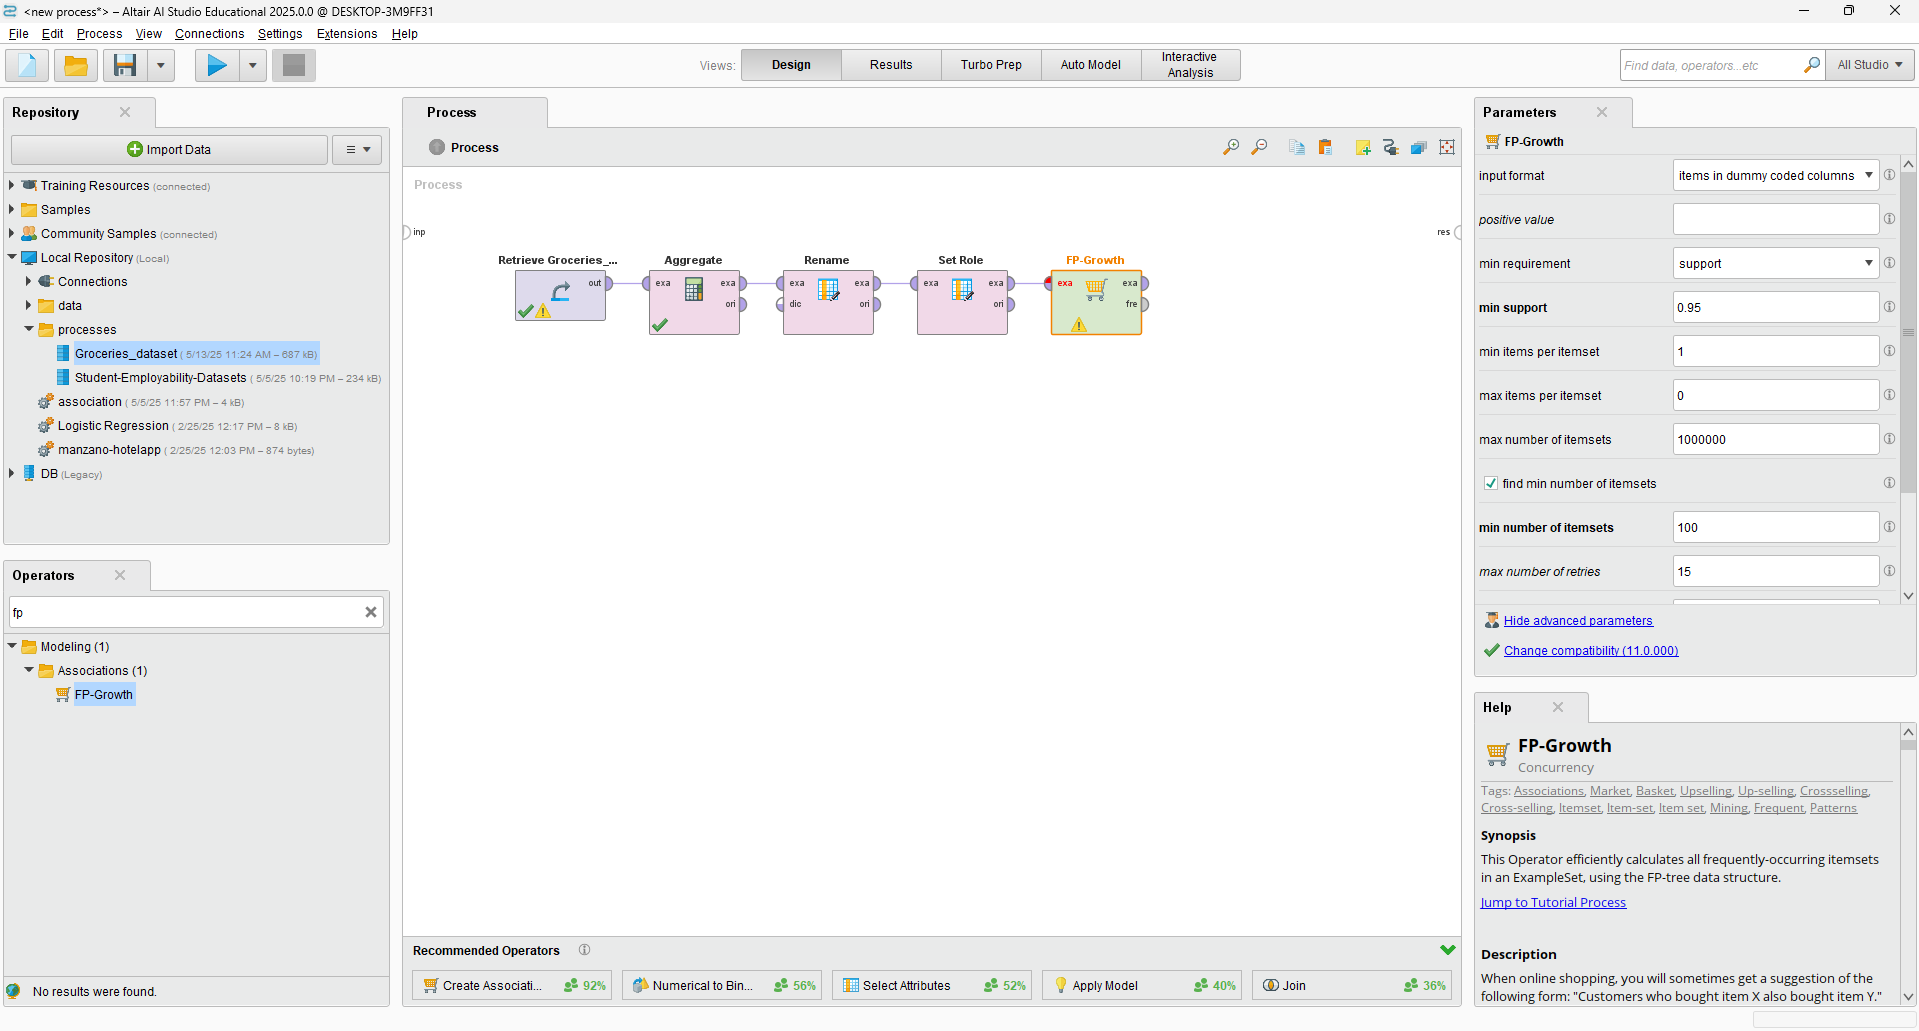 <new process*> – Altair AI Studio Educational 2025.0.0 @ DESKTOP-3M9FF31
File Edit Process View Connections Settings Extensions Help
Views: Design Results Turbo Prep Auto Model Interactive Analysis
Find data, operators...etc All Studio
Repository
Import Data
Training Resources (connected)
Samples
Community Samples (connected)
Local Repository (Local)
Connections
data
processes
Groceries_dataset ( 5/13/25 11:24 AM – 687 kB)
Student-Employability-Datasets ( 5/5/25 10:19 PM – 234 kB)
association ( 5/5/25 11:57 PM – 4 kB)
Logistic Regression ( 2/25/25 12:17 PM – 8 kB)
manzano-hotelapp ( 2/25/25 12:03 PM – 874 bytes)
DB (Legacy)
Operators
fp
Modeling (1)
Associations (1)
FP-Growth
No results were found.
Process
Process
Process
inp
res
Retrieve Groceries_... Aggregate Rename Set Role FP-Growth
out exa exa exa exa exa exa exa exa
ori dic ori ori fre
Recommended Operators
Create Associati... 92% Numerical to Bin... 56% Select Attributes 52% Apply Model 40% Join 36%
Parameters
FP-Growth
input format items in dummy coded columns
positive value
min requirement support
min support 0.95
min items per itemset 1
max items per itemset 0
max number of itemsets 1000000
find min number of itemsets
min number of itemsets 100
max number of retries 15
Hide advanced parameters
Change compatibility (11.0.000)
Help
FP-Growth
Concurrency
Tags: Associations, Market, Basket, Upselling, Up-selling, Crossselling,
Cross-selling, Itemset, Item-set, Item set, Mining, Frequent, Patterns
Synopsis
This Operator efficiently calculates all frequently-occurring itemsets
in an ExampleSet, using the FP-tree data structure.
Jump to Tutorial Process
Description
When online shopping, you will sometimes get a suggestion of the
following form: "Customers who bought item X also bought item Y."